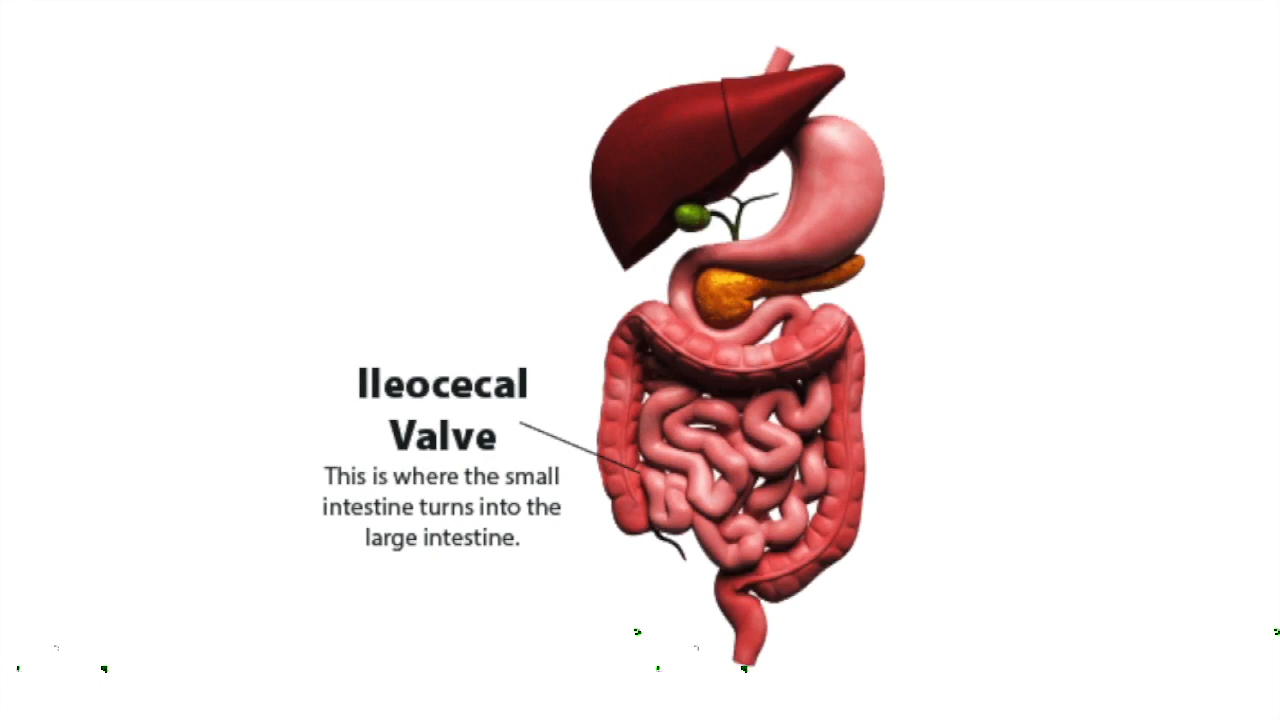 Ileocecal
Valve
This is where the small
intestine turns into the
large intestine.